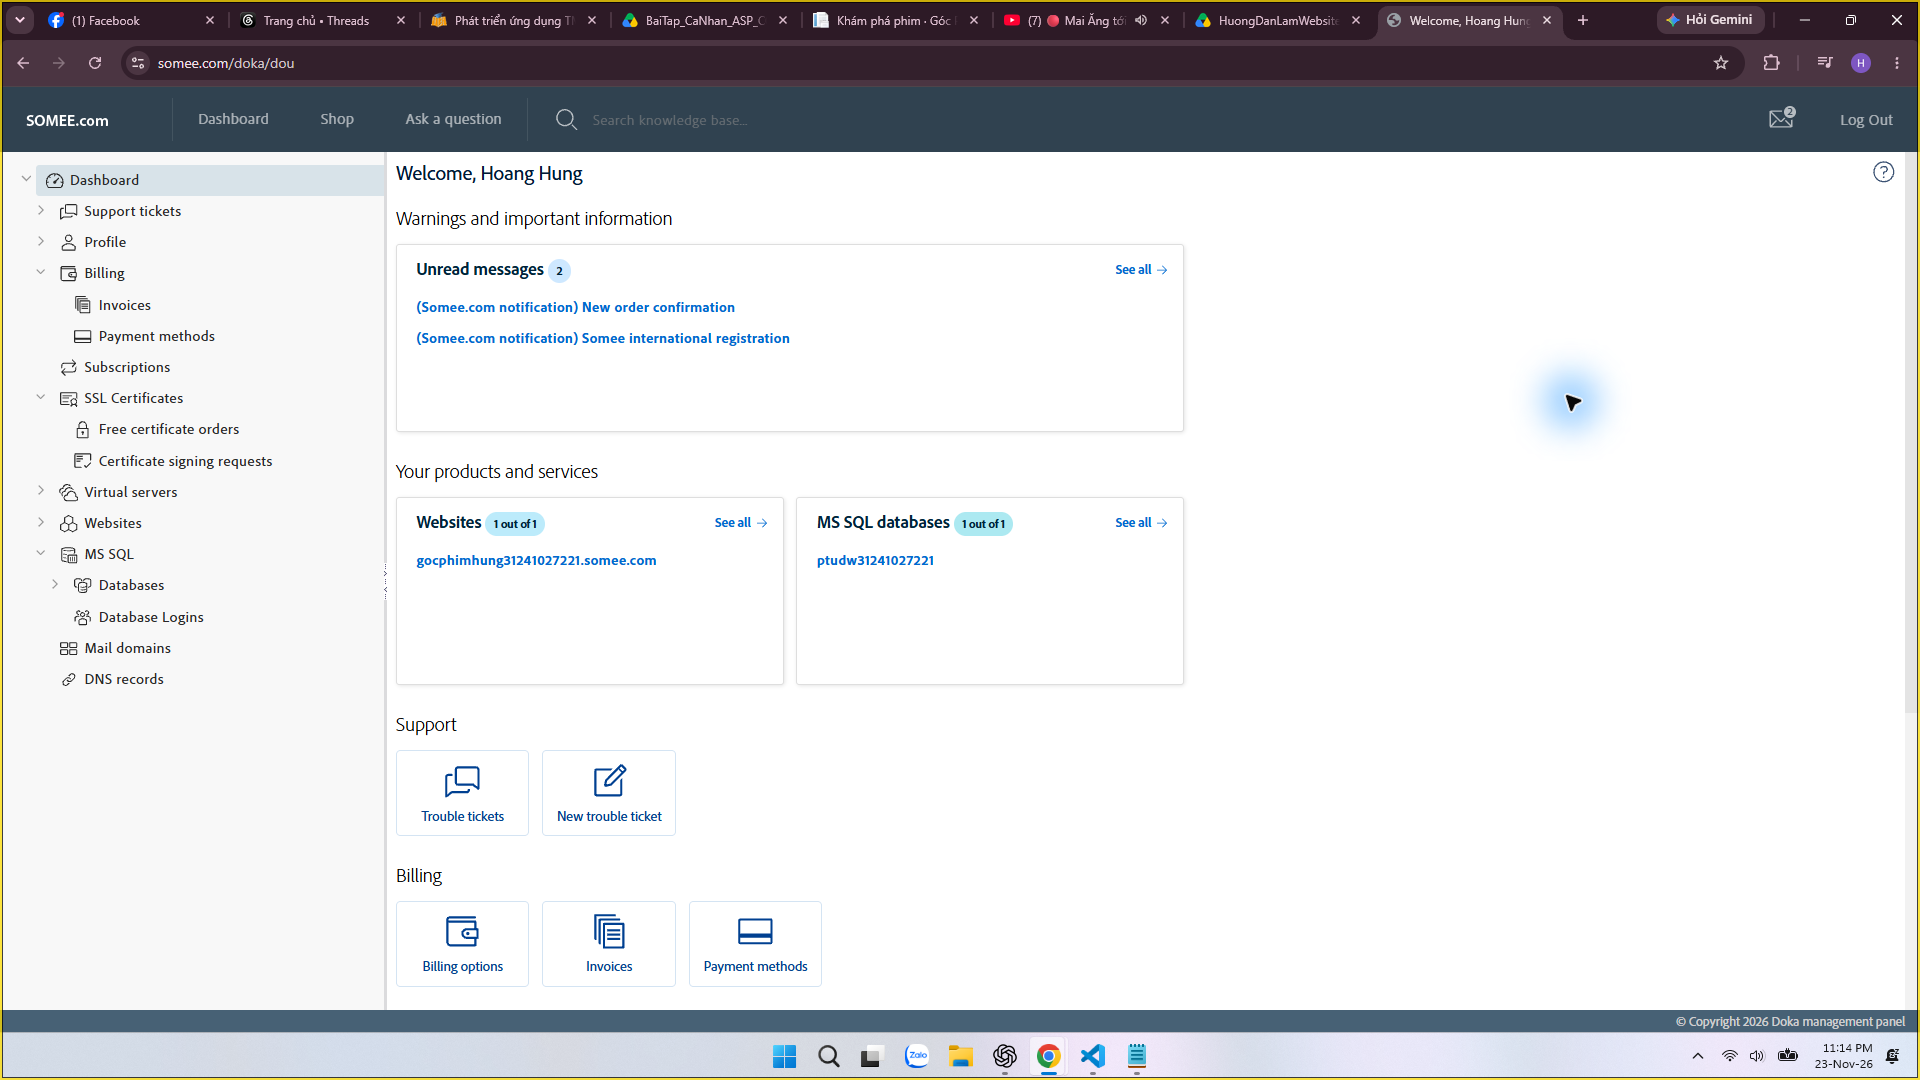 (1) Facebook
Trang chủ • Threads
Phát triển ứng dụng
BaiTap_CaNhan_ASP_
Khám phá phim · Góc
(7) Mai Ăng tới
HuongDanLamWebsite
Welcome, Hoang Hung
Hỏi Gemini
somee.com/doka/dou
H
SOMEE.com
Dashboard
Shop
Ask a question
Search knowledge base...
2
Log Out
Dashboard
Support tickets
Profile
Billing
Invoices
Payment methods
Subscriptions
SSL Certificates
Free certificate orders
Certificate signing requests
Virtual servers
Websites
MS SQL
Databases
Database Logins
Mail domains
DNS records
Welcome, Hoang Hung
Warnings and important information
Unread messages 2
See all →
(Somee.com notification) New order confirmation
(Somee.com notification) Somee international registration
Your products and services
Websites 1 out of 1
See all →
gocphimhung31241027221.somee.com
MS SQL databases 1 out of 1
See all →
ptudw31241027221
Support
Trouble tickets
New trouble ticket
Billing
Billing options
Invoices
Payment methods
© Copyright 2026 Doka management panel
Zalo
11:14 PM
23-Nov-26